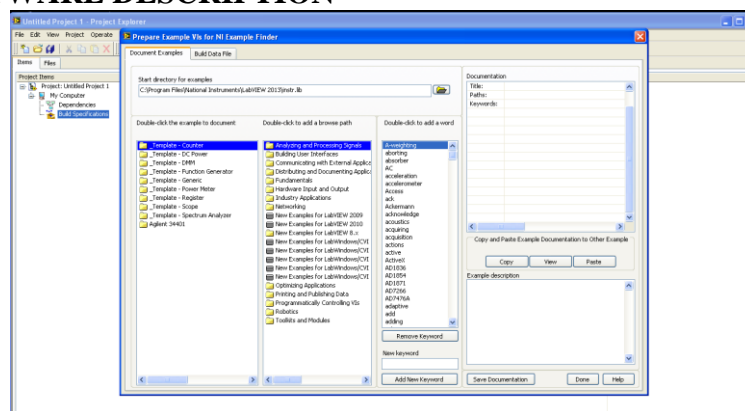 WARE DESCRIPTION
Untitled Project 1 - Project Explorer
File Edit View Project Operate
Items Files
Project Items
Project: Untitled Project 1
My Computer
Dependencies
Build Specifications
Prepare Example VIs for NI Example Finder
Document Examples Build Data File
Start directory for examples
C:\Program Files\National Instruments\LabVIEW 2013\instr.lib
Double-click the example to document
_Template - Counter
_Template - DC Power
_Template - DMM
_Template - Function Generator
_Template - Generic
_Template - Power Meter
_Template - Register
_Template - Scope
_Template - Spectrum Analyzer
Agilent 34401
Double-click to add a browse path
Analyzing and Processing Signals
Building User Interfaces
Communicating with External Applica
Distributing and Documenting Applic
Fundamentals
Hardware Input and Output
Industry Applications
Networking
New Examples for LabVIEW 2009
New Examples for LabVIEW 2010
New Examples for LabVIEW 8.x
New Examples for LabWindows/CVI
New Examples for LabWindows/CVI
New Examples for LabWindows/CVI
New Examples for LabWindows/CVI
Optimizing Applications
Printing and Publishing Data
Programmatically Controlling VIs
Robotics
Toolkits and Modules
Double-click to add a word
A-weighting
aborting
absorber
AC
acceleration
accelerometer
Access
ack
Ackermann
acknowledge
acoustics
acquiring
acquisition
actions
active
ActiveX
AD1836
AD1854
AD1871
AD7266
AD7476A
adaptive
add
adding
Remove Keyword
New keyword
Add New Keyword
Documentation
Title:
Paths:
Keywords:
Copy and Paste Example Documentation to Other Example
Copy View Paste
Example description
Save Documentation Done Help